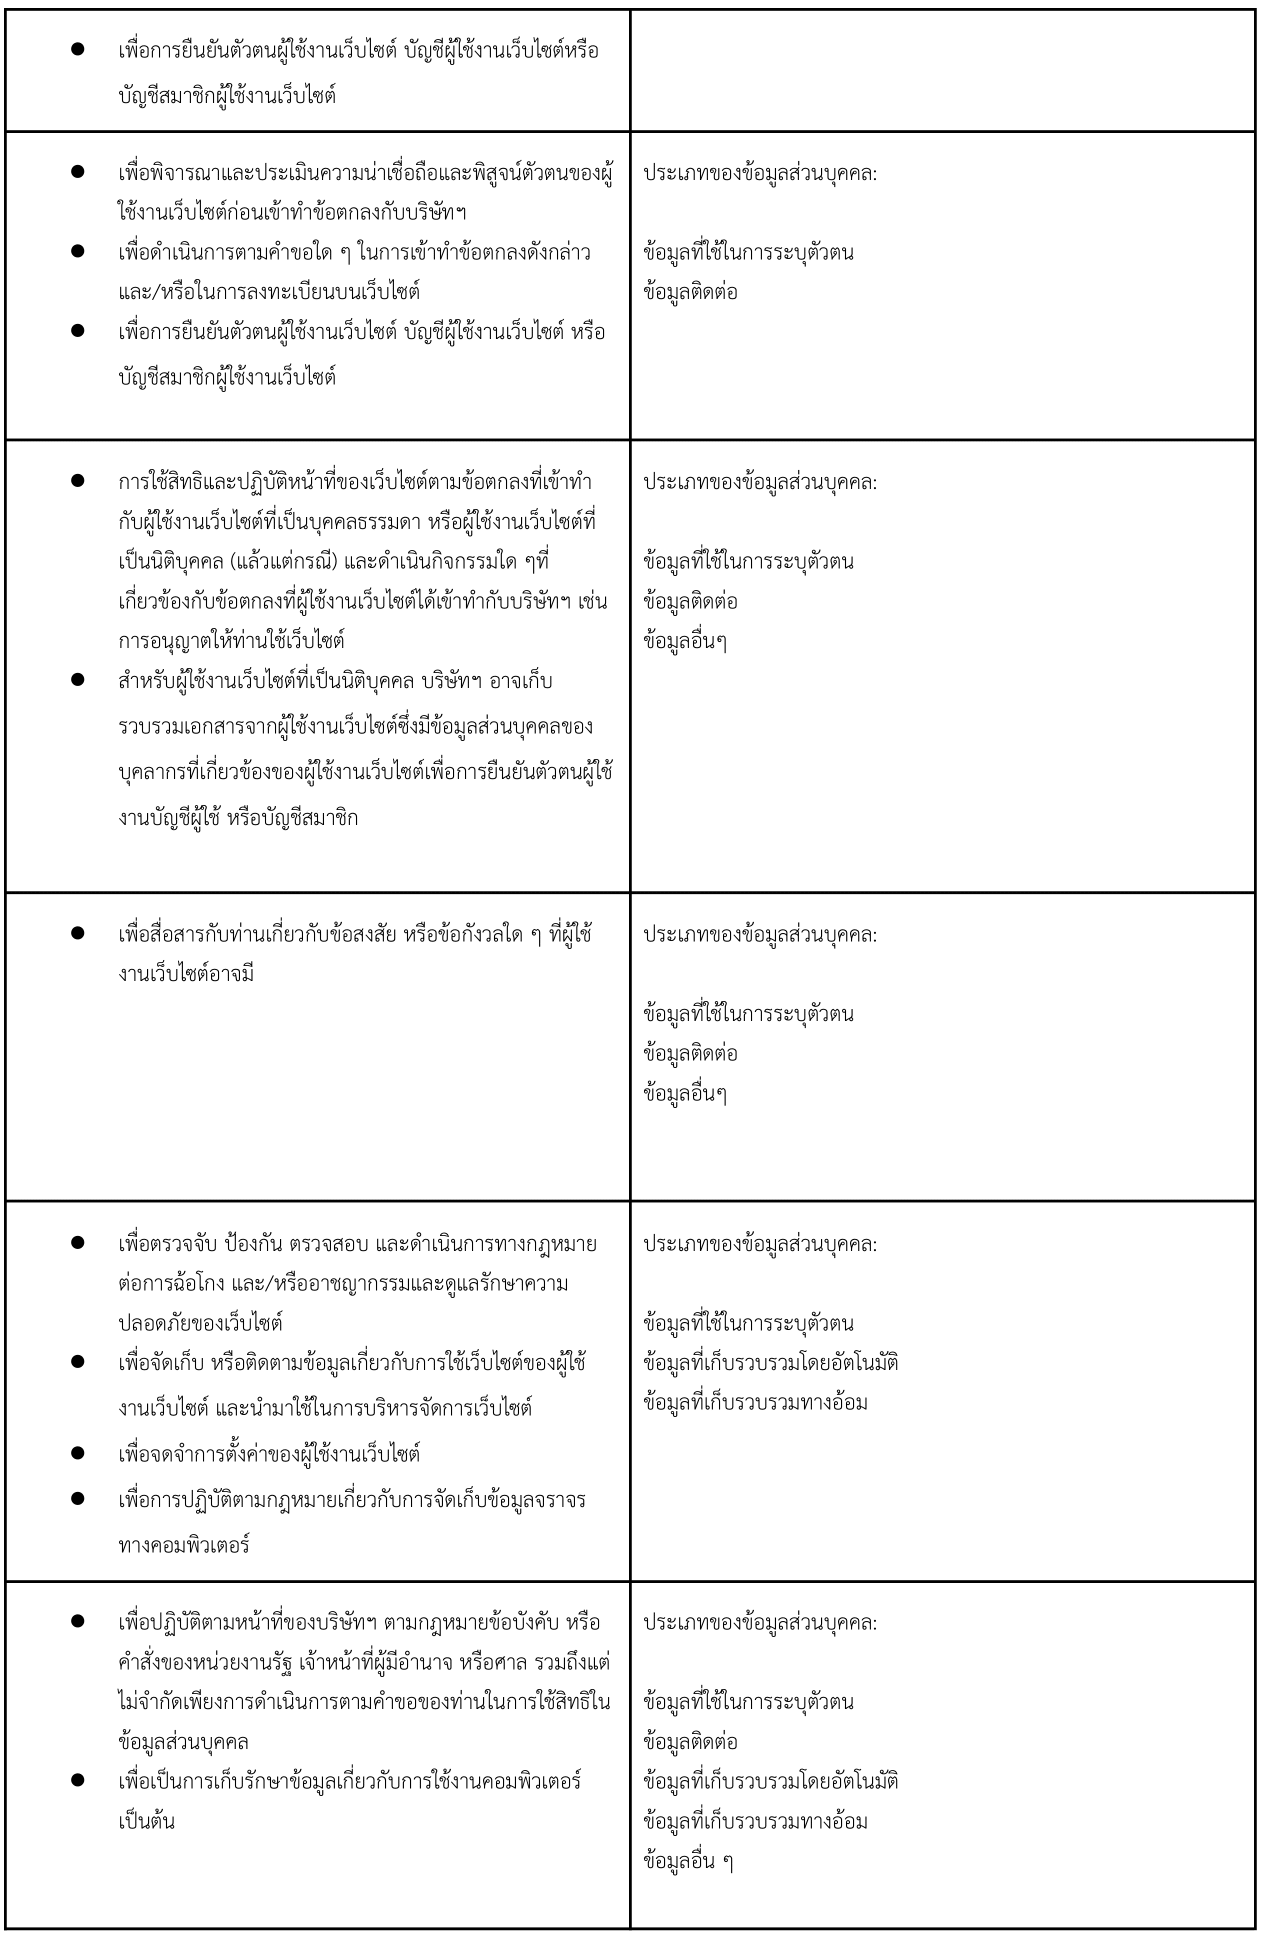 ● เพื่อการยืนยันตัวตนผู้ใช้งานเว็บไซต์ บัญชีผู้ใช้งานเว็บไซต์หรือ
บัญชีสมาชิกผู้ใช้งานเว็บไซต์
● เพื่อพิจารณาและประเมินความน่าเชื่อถือและพิสูจน์ตัวตนของผู้
ใช้งานเว็บไซต์ก่อนเข้าทำข้อตกลงกับบริษัทฯ
● เพื่อดำเนินการตามคำขอใด ๆ ในการเข้าทำข้อตกลงดังกล่าว
และ/หรือในการลงทะเบียนบนเว็บไซต์
● เพื่อการยืนยันตัวตนผู้ใช้งานเว็บไซต์ บัญชีผู้ใช้งานเว็บไซต์ หรือ
บัญชีสมาชิกผู้ใช้งานเว็บไซต์
ประเภทของข้อมูลส่วนบุคคล:
ข้อมูลที่ใช้ในการระบุตัวตน
ข้อมูลติดต่อ
● การใช้สิทธิและปฏิบัติหน้าที่ของเว็บไซต์ตามข้อตกลงที่เข้าทำ
กับผู้ใช้งานเว็บไซต์ที่เป็นบุคคลธรรมดา หรือผู้ใช้งานเว็บไซต์ที่
เป็นนิติบุคคล (แล้วแต่กรณี) และดำเนินกิจกรรมใด ๆที่
เกี่ยวข้องกับข้อตกลงที่ผู้ใช้งานเว็บไซต์ได้เข้าทำกับบริษัทฯ เช่น
การอนุญาตให้ท่านใช้เว็บไซต์
● สำหรับผู้ใช้งานเว็บไซต์ที่เป็นนิติบุคคล บริษัทฯ อาจเก็บ
รวบรวมเอกสารจากผู้ใช้งานเว็บไซต์ซึ่งมีข้อมูลส่วนบุคคลของ
บุคลากรที่เกี่ยวข้องของผู้ใช้งานเว็บไซต์เพื่อการยืนยันตัวตนผู้ใช้
งานบัญชีผู้ใช้ หรือบัญชีสมาชิก
ประเภทของข้อมูลส่วนบุคคล:
ข้อมูลที่ใช้ในการระบุตัวตน
ข้อมูลติดต่อ
ข้อมูลอื่นๆ
● เพื่อสื่อสารกับท่านเกี่ยวกับข้อสงสัย หรือข้อกังวลใด ๆ ที่ผู้ใช้
งานเว็บไซต์อาจมี
ประเภทของข้อมูลส่วนบุคคล:
ข้อมูลที่ใช้ในการระบุตัวตน
ข้อมูลติดต่อ
ข้อมูลอื่นๆ
● เพื่อตรวจจับ ป้องกัน ตรวจสอบ และดำเนินการทางกฎหมาย
ต่อการฉ้อโกง และ/หรืออาชญากรรมและดูแลรักษาความ
ปลอดภัยของเว็บไซต์
● เพื่อจัดเก็บ หรือติดตามข้อมูลเกี่ยวกับการใช้เว็บไซต์ของผู้ใช้
งานเว็บไซต์ และนำมาใช้ในการบริหารจัดการเว็บไซต์
● เพื่อจดจำการตั้งค่าของผู้ใช้งานเว็บไซต์
● เพื่อการปฏิบัติตามกฎหมายเกี่ยวกับการจัดเก็บข้อมูลจราจร
ทางคอมพิวเตอร์
ประเภทของข้อมูลส่วนบุคคล:
ข้อมูลที่ใช้ในการระบุตัวตน
ข้อมูลที่เก็บรวบรวมโดยอัตโนมัติ
ข้อมูลที่เก็บรวบรวมทางอ้อม
● เพื่อปฏิบัติตามหน้าที่ของบริษัทฯ ตามกฎหมายข้อบังคับ หรือ
คำสั่งของหน่วยงานรัฐ เจ้าหน้าที่ผู้มีอำนาจ หรือศาล รวมถึงแต่
ไม่จำกัดเพียงการดำเนินการตามคำขอของท่านในการใช้สิทธิใน
ข้อมูลส่วนบุคคล
● เพื่อเป็นการเก็บรักษาข้อมูลเกี่ยวกับการใช้งานคอมพิวเตอร์
เป็นต้น
ประเภทของข้อมูลส่วนบุคคล:
ข้อมูลที่ใช้ในการระบุตัวตน
ข้อมูลติดต่อ
ข้อมูลที่เก็บรวบรวมโดยอัตโนมัติ
ข้อมูลที่เก็บรวบรวมทางอ้อม
ข้อมูลอื่น ๆ